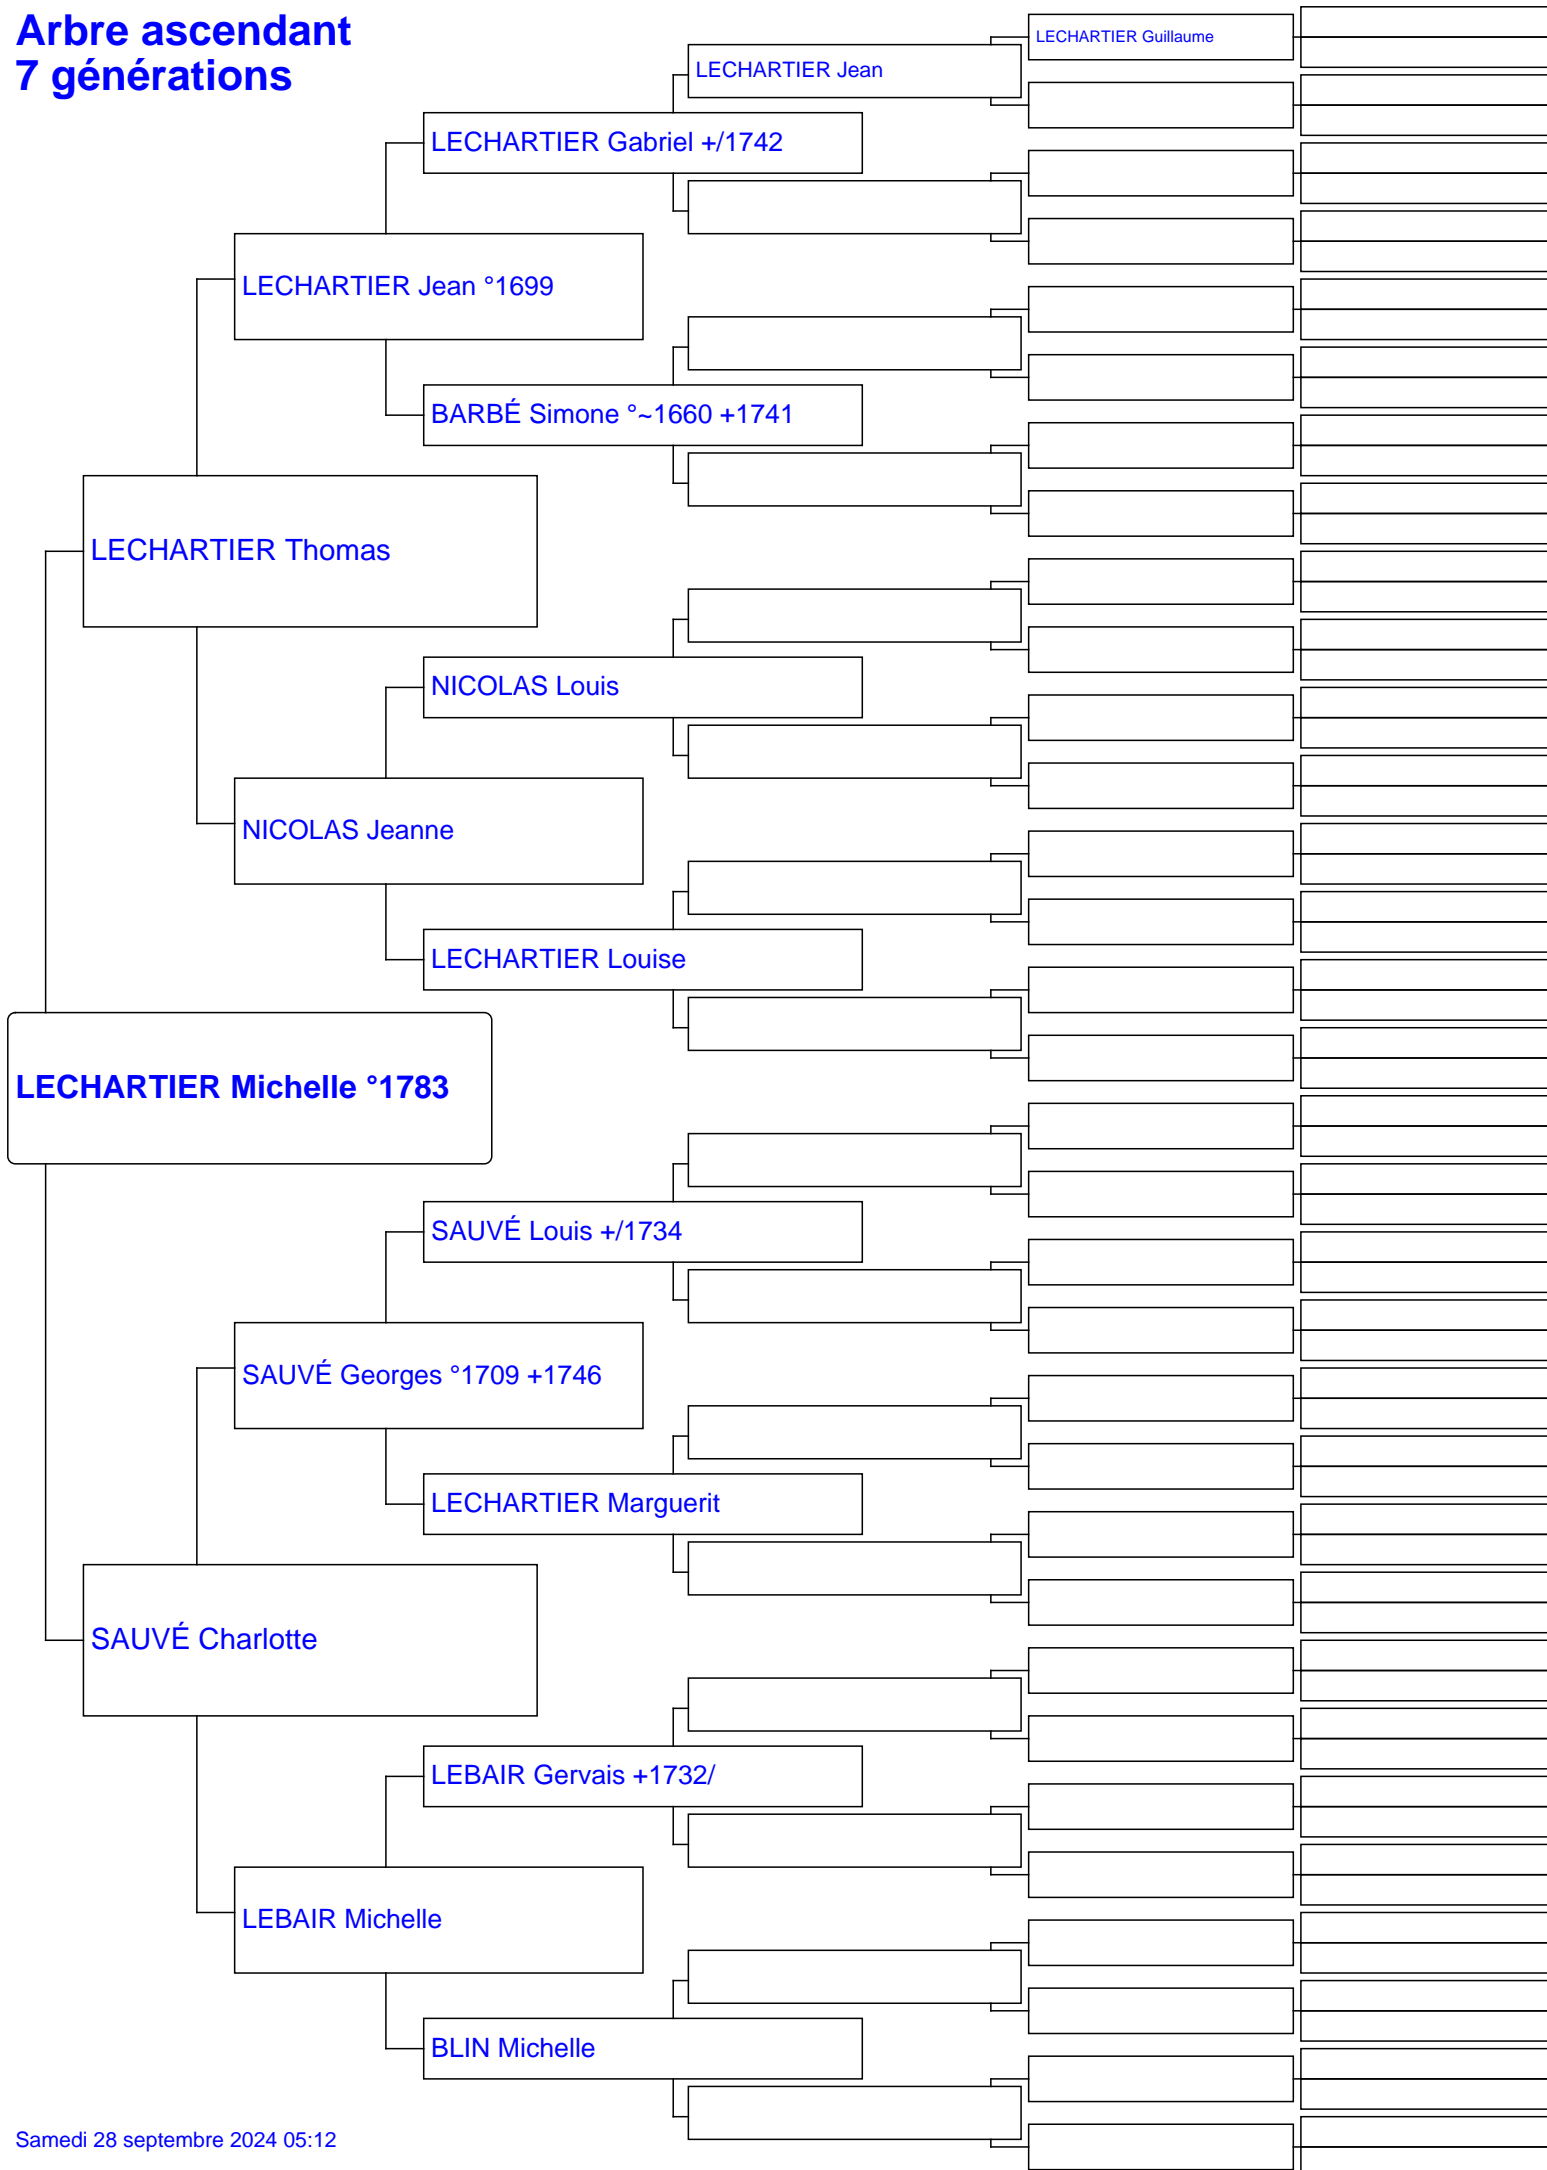 Arbre ascendant
7 générations
LECHARTIER Guillaume
LECHARTIER Jean
LECHARTIER Gabriel +/1742
LECHARTIER Jean °1699
BARBÉ Simone °~1660 +1741
LECHARTIER Thomas
NICOLAS Louis
NICOLAS Jeanne
LECHARTIER Louise
LECHARTIER Michelle °1783
SAUVÉ Louis +/1734
SAUVÉ Georges °1709 +1746
LECHARTIER Marguerit
SAUVÉ Charlotte
LEBAIR Gervais +1732/
LEBAIR Michelle
BLIN Michelle
Samedi 28 septembre 2024 05:12